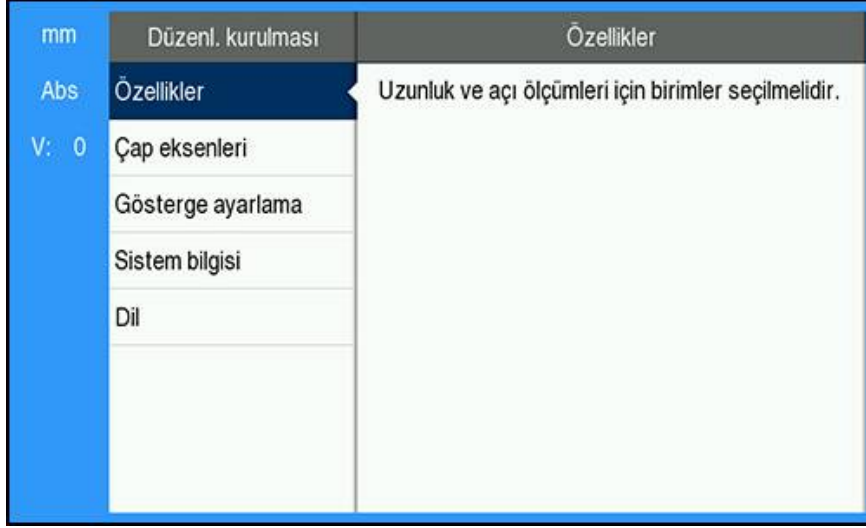 mm
Abs
V: 0
Düzenl. kurulması
Özellikler
Çap eksenleri
Gösterge ayarlama
Sistem bilgisi
Dil
Özellikler
Uzunluk ve açı ölçümleri için birimler seçilmelidir.